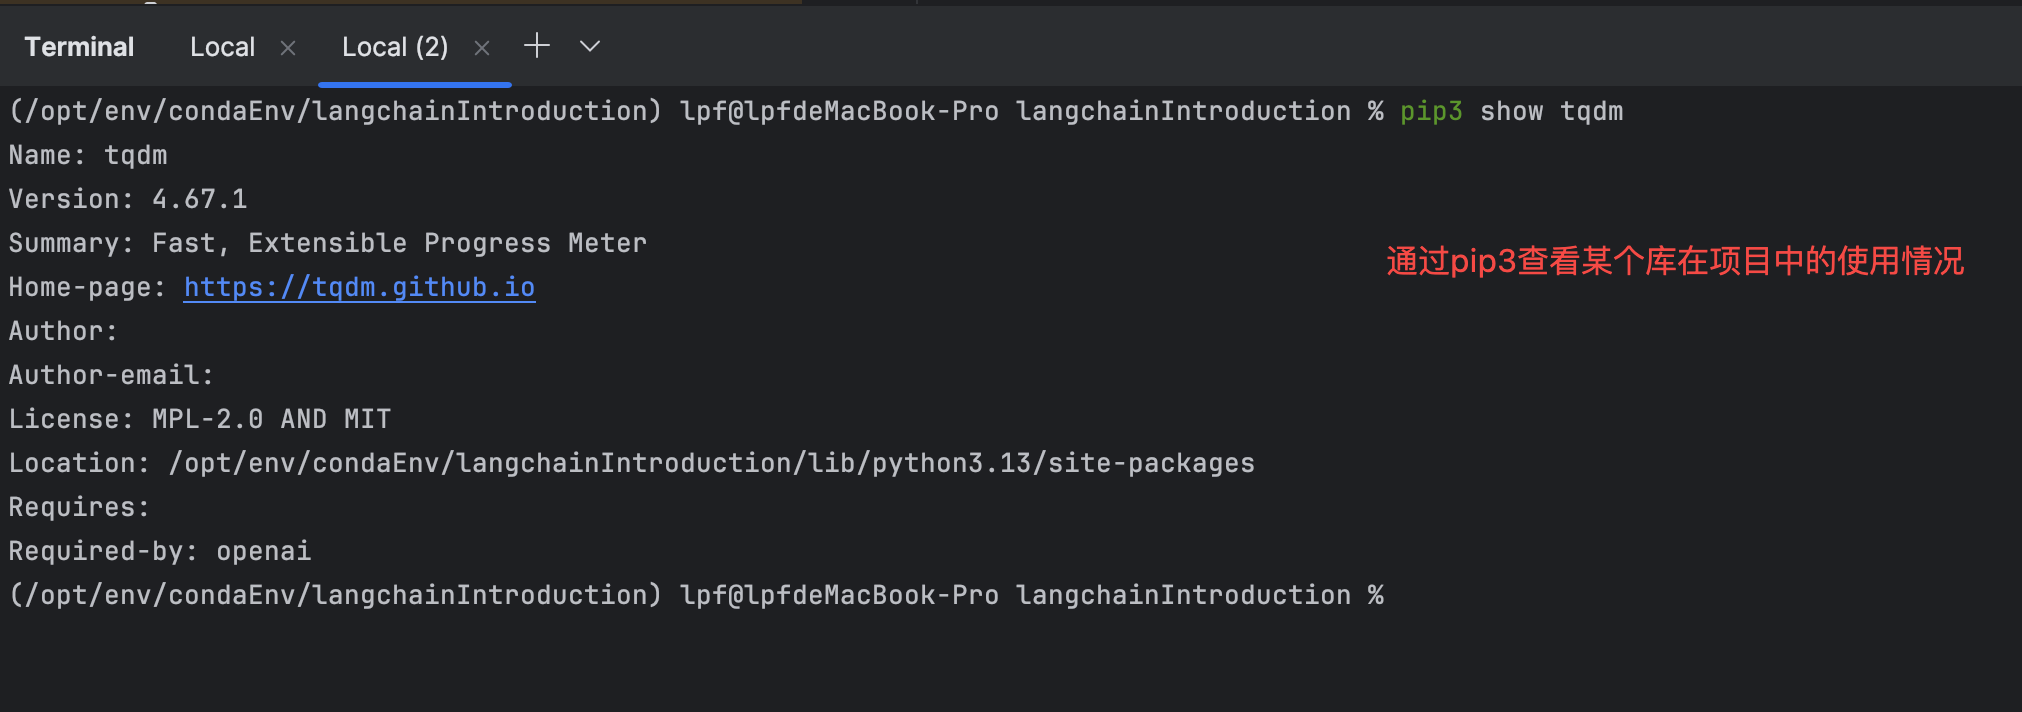 Terminal Local Local (2)
(/opt/env/condaEnv/langchainIntroduction) lpf@lpfdeMacBook-Pro langchainIntroduction % pip3 show tqdm
Name: tqdm
Version: 4.67.1
Summary: Fast, Extensible Progress Meter
通过pip3查看某个库在项目中的使用情况
Home-page: https://tqdm.github.io
Author:
Author-email:
License: MPL-2.0 AND MIT
Location: /opt/env/condaEnv/langchainIntroduction/lib/python3.13/site-packages
Requires:
Required-by: openai
(/opt/env/condaEnv/langchainIntroduction) lpf@lpfdeMacBook-Pro langchainIntroduction %